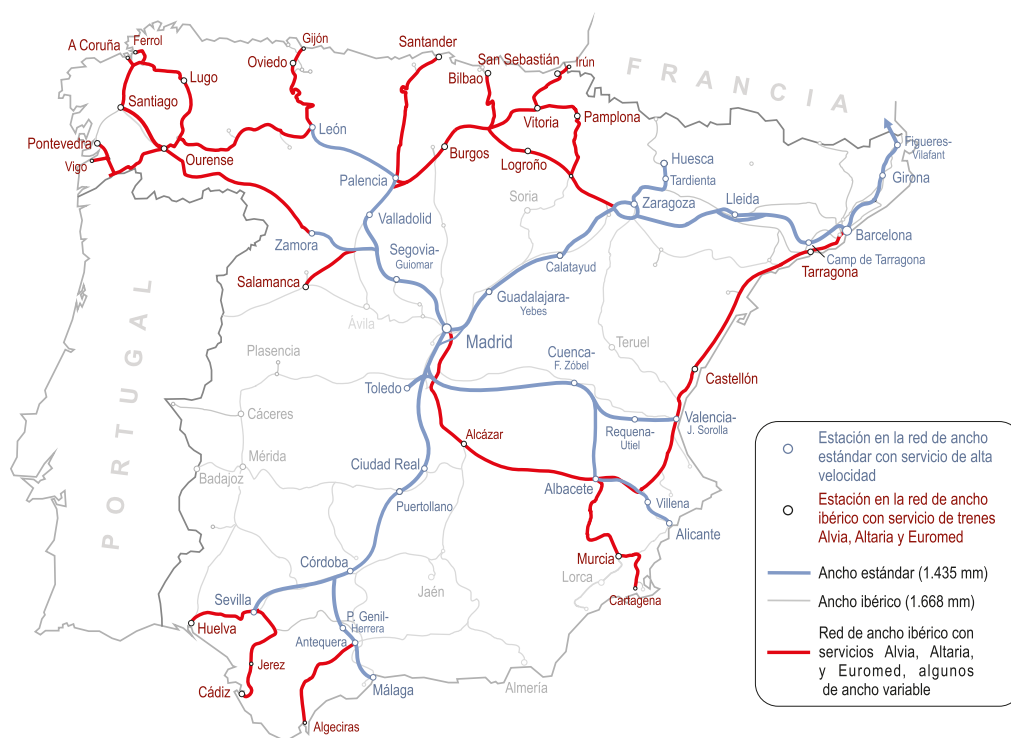 Gijón
Ferrol
A Coruña
Santander
Oviedo
San Sebastián
Irún
Bilbao
FRANCIA
Lugo
Santiago
León
Vitoria
Pamplona
Pontevedra
Ourense
Burgos
Logroño
Figueres-
Vilafant
Vigo
Palencia
Huesca
Tardienta
Girona
Soria
Lleida
Zaragoza
Valladolid
Zamora
Barcelona
Segovia-
Guiomar
Calatayud
Camp de Tarragona
Tarragona
Salamanca
Guadalajara-
Yebes
Ávila
Madrid
PORTUGAL
Teruel
Plasencia
Cuenca-
F. Zóbel
Toledo
Castellón
Cáceres
Valencia-
J. Sorolla
Requena-
Utiel
Alcázar
Mérida
Ciudad Real
Badajoz
Albacete
Puertollano
Villena
Alicante
Córdoba
Murcia
Lorca
Jaén
Cartagena
Sevilla
P. Genil-
Herrera
Huelva
Antequera
Jerez
Cádiz
Málaga
Almería
Algeciras
Estación en la red de ancho
estándar con servicio de alta
velocidad
Estación en la red de ancho
ibérico con servicio de trenes
Alvia, Altaria y Euromed
Ancho estándar (1.435 mm)
Ancho ibérico (1.668 mm)
Red de ancho ibérico con
servicios Alvia, Altaria,
y Euromed, algunos
de ancho variable